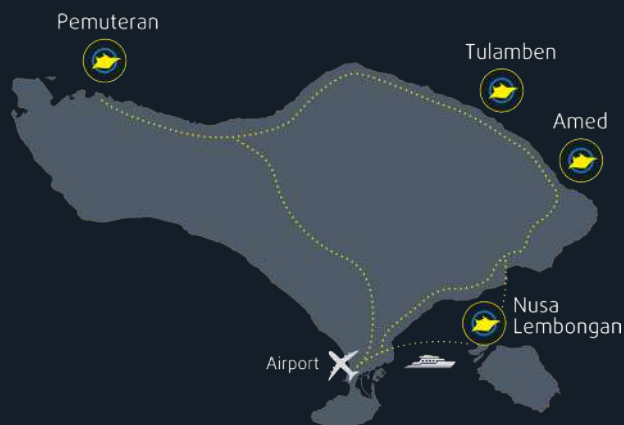 Pemuteran
Tulamben
Amed
Nusa
Lembongan
Airport